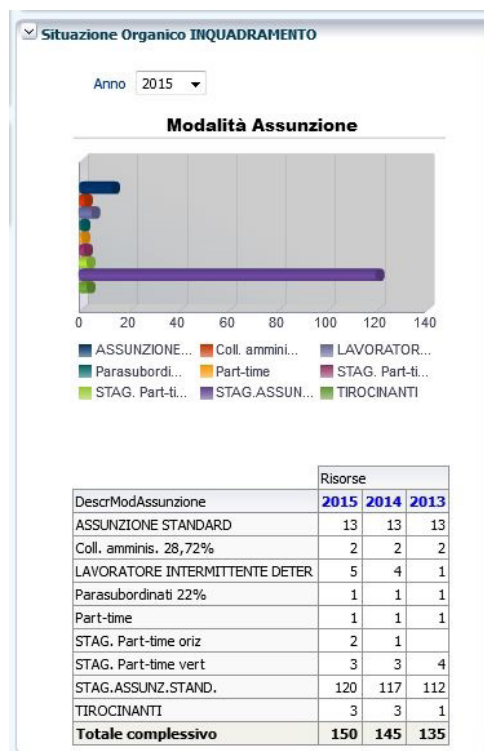 Situazione Organico INQUADRAMENTO
Anno 2015
Modalità Assunzione
0 20 40 60 80 100 120 140
ASSUNZIONE... Coll. ammini... LAVORATOR...
Parasubordi... Part-time STAG. Part-ti...
STAG. Part-ti... STAG.ASSUN... TIROCINANTI
Risorse
DescrModAssunzione 2015 2014 2013
ASSUNZIONE STANDARD 13 13 13
Coll. amminis. 28,72% 2 2 2
LAVORATORE INTERMITTENTE DETER 5 4 1
Parasubordinati 22% 1 1 1
Part-time 1 1 1
STAG. Part-time oriz 2 1
STAG. Part-time vert 3 3 4
STAG.ASSUNZ.STAND. 120 117 112
TIROCINANTI 3 3 1
Totale complessivo 150 145 135